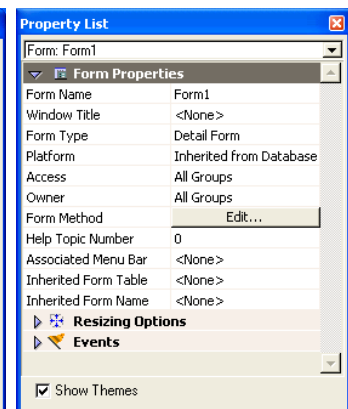 Property List
Form: Form1
Form Properties
Form Name Form1
Window Title <None>
Form Type Detail Form
Platform Inherited from Database
Access All Groups
Owner All Groups
Form Method Edit...
Help Topic Number 0
Associated Menu Bar <None>
Inherited Form Table <None>
Inherited Form Name <None>
Resizing Options
Events
Show Themes